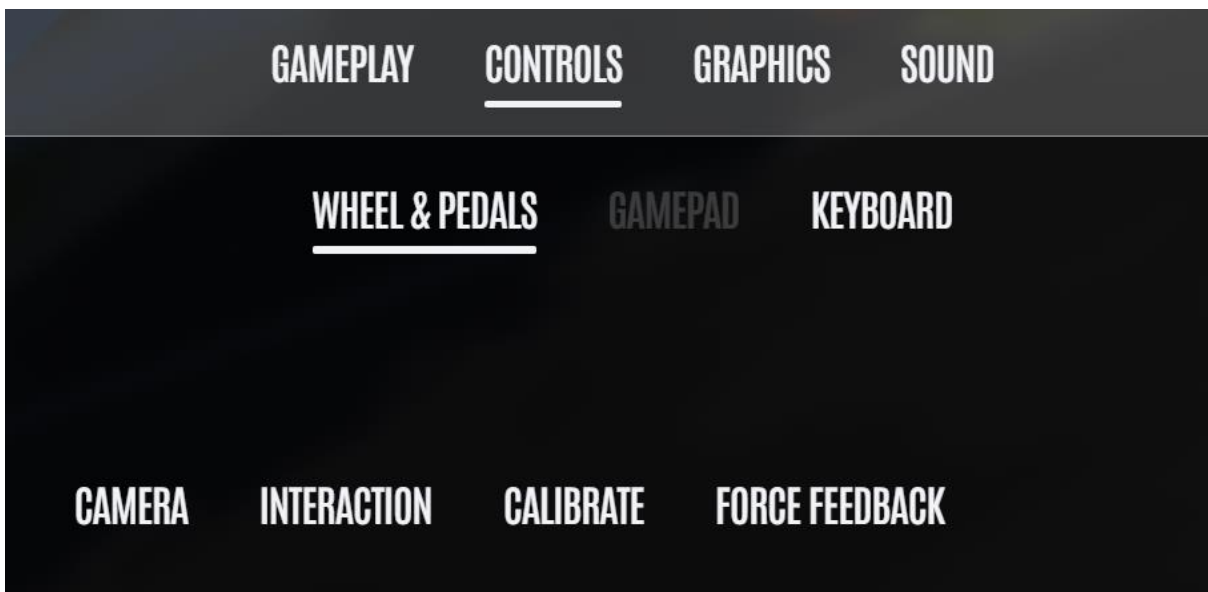 GAMEPLAY CONTROLS GRAPHICS SOUND
WHEEL & PEDALS GAMEPAD KEYBOARD
CAMERA INTERACTION CALIBRATE FORCE FEEDBACK